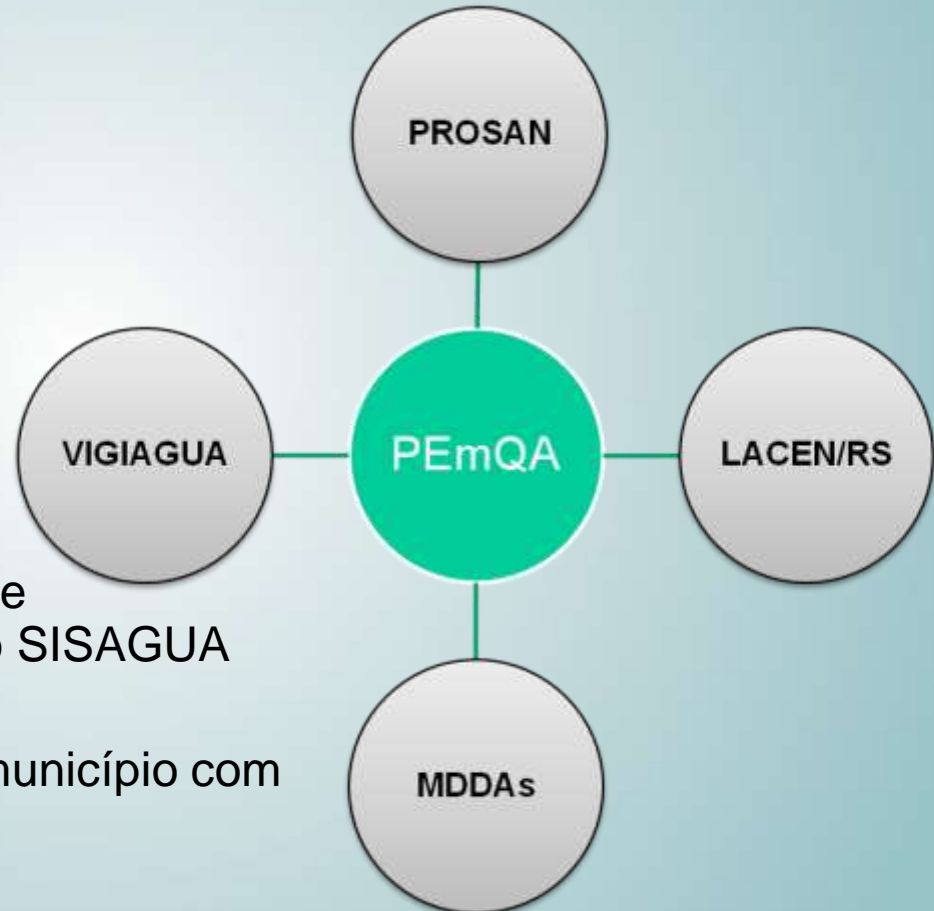 PROSAN
VIGIAGUA
PEmQA
LACEN/RS
e
SISAGUA
município com
MDDAs